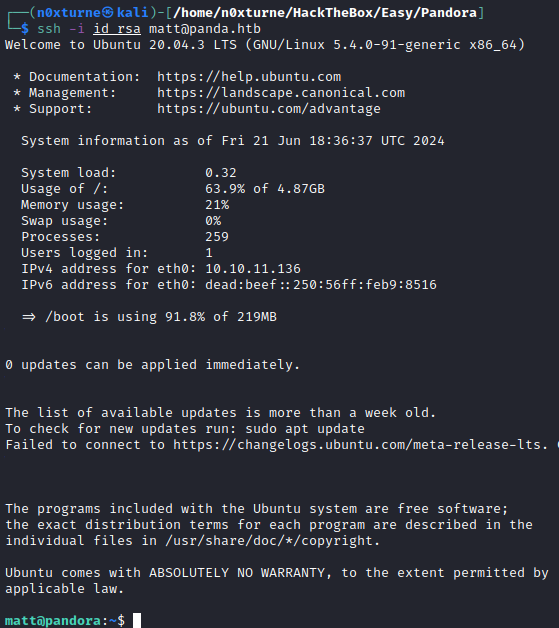 ┌──(n0xturne㉿kali)-[/home/n0xturne/HackTheBox/Easy/Pandora]
└─$ ssh -i id_rsa matt@panda.htb
Welcome to Ubuntu 20.04.3 LTS (GNU/Linux 5.4.0-91-generic x86_64)
* Documentation:  https://help.ubuntu.com
* Management:     https://landscape.canonical.com
* Support:        https://ubuntu.com/advantage
System information as of Fri 21 Jun 18:36:37 UTC 2024
System load:           0.32
Usage of /:            63.9% of 4.87GB
Memory usage:          21%
Swap usage:            0%
Processes:             259
Users logged in:       1
IPv4 address for eth0: 10.10.11.136
IPv6 address for eth0: dead:beef::250:56ff:feb9:8516
⇒ /boot is using 91.8% of 219MB
0 updates can be applied immediately.
The list of available updates is more than a week old.
To check for new updates run: sudo apt update
Failed to connect to https://changelogs.ubuntu.com/meta-release-lts.
The programs included with the Ubuntu system are free software;
the exact distribution terms for each program are described in the
individual files in /usr/share/doc/*/copyright.
Ubuntu comes with ABSOLUTELY NO WARRANTY, to the extent permitted by
applicable law.
matt@pandora:~$